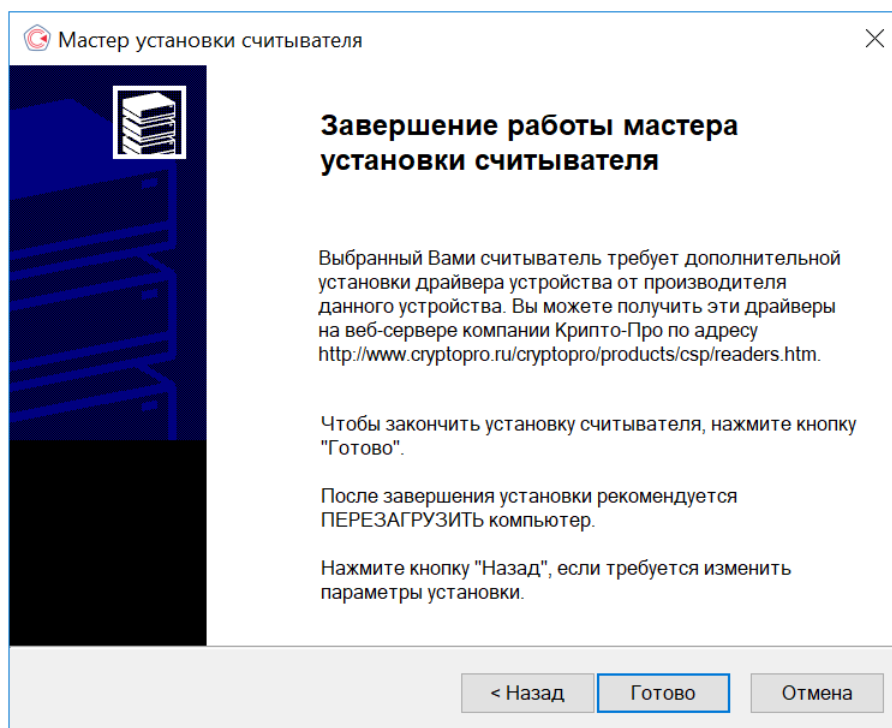 Мастер установки считывателя
Завершение работы мастера
установки считывателя
Выбранный Вами считыватель требует дополнительной
установки драйвера устройства от производителя
данного устройства. Вы можете получить эти драйверы
на веб-сервере компании Крипто-Про по адресу
http://www.cryptopro.ru/cryptopro/products/csp/readers.htm.
Чтобы закончить установку считывателя, нажмите кнопку
"Готово".
После завершения установки рекомендуется
ПЕРЕЗАГРУЗИТЬ компьютер.
Нажмите кнопку "Назад", если требуется изменить
параметры установки.
< Назад Готово Отмена